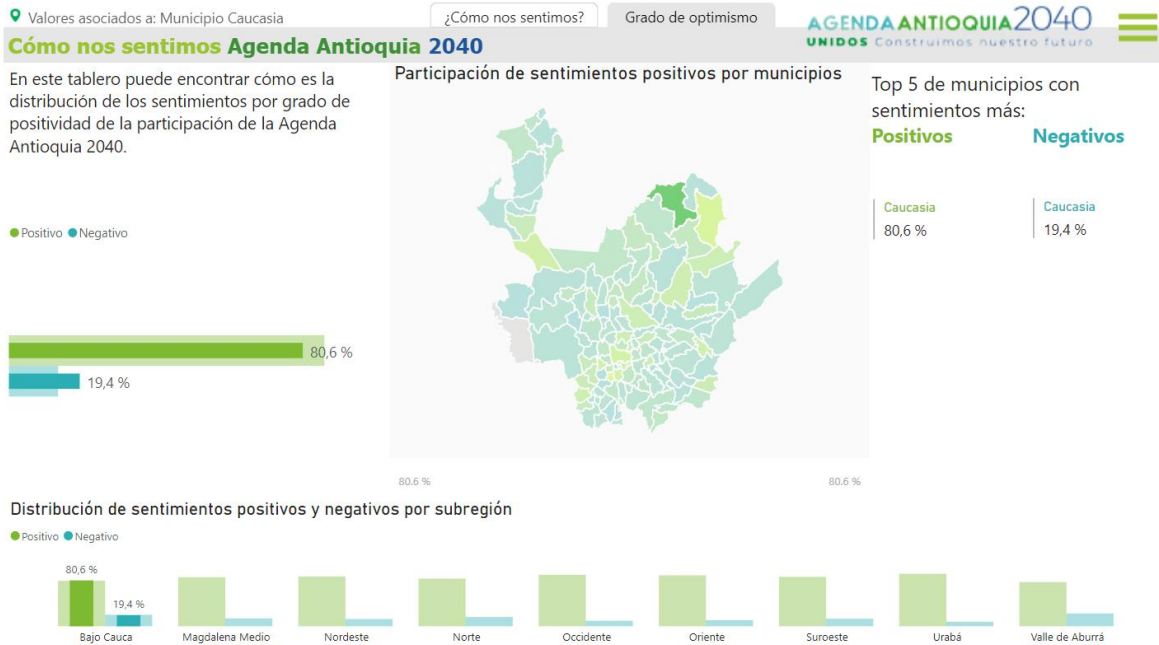 Valores asociados a: Municipio Caucasia
¿Cómo nos sentimos?
Grado de optimismo
AGENDA ANTIOQUIA 2040
UNIDOS Construimos nuestro futuro
Cómo nos sentimos Agenda Antioquia 2040
En este tablero puede encontrar cómo es la
distribución de los sentimientos por grado de
positividad de la participación de la Agenda
Antioquia 2040.
Positivo Negativo
80,6 %
19,4 %
Participación de sentimientos positivos por municipios
80.6 %
80.6 %
Top 5 de municipios con
sentimientos más:
Positivos
Negativos
Caucasia
80,6 %
Caucasia
19,4 %
Distribución de sentimientos positivos y negativos por subregión
Positivo Negativo
80,6 %
19,4 %
Bajo Cauca
Magdalena Medio
Nordeste
Norte
Occidente
Oriente
Suroeste
Urabá
Valle de Aburrá